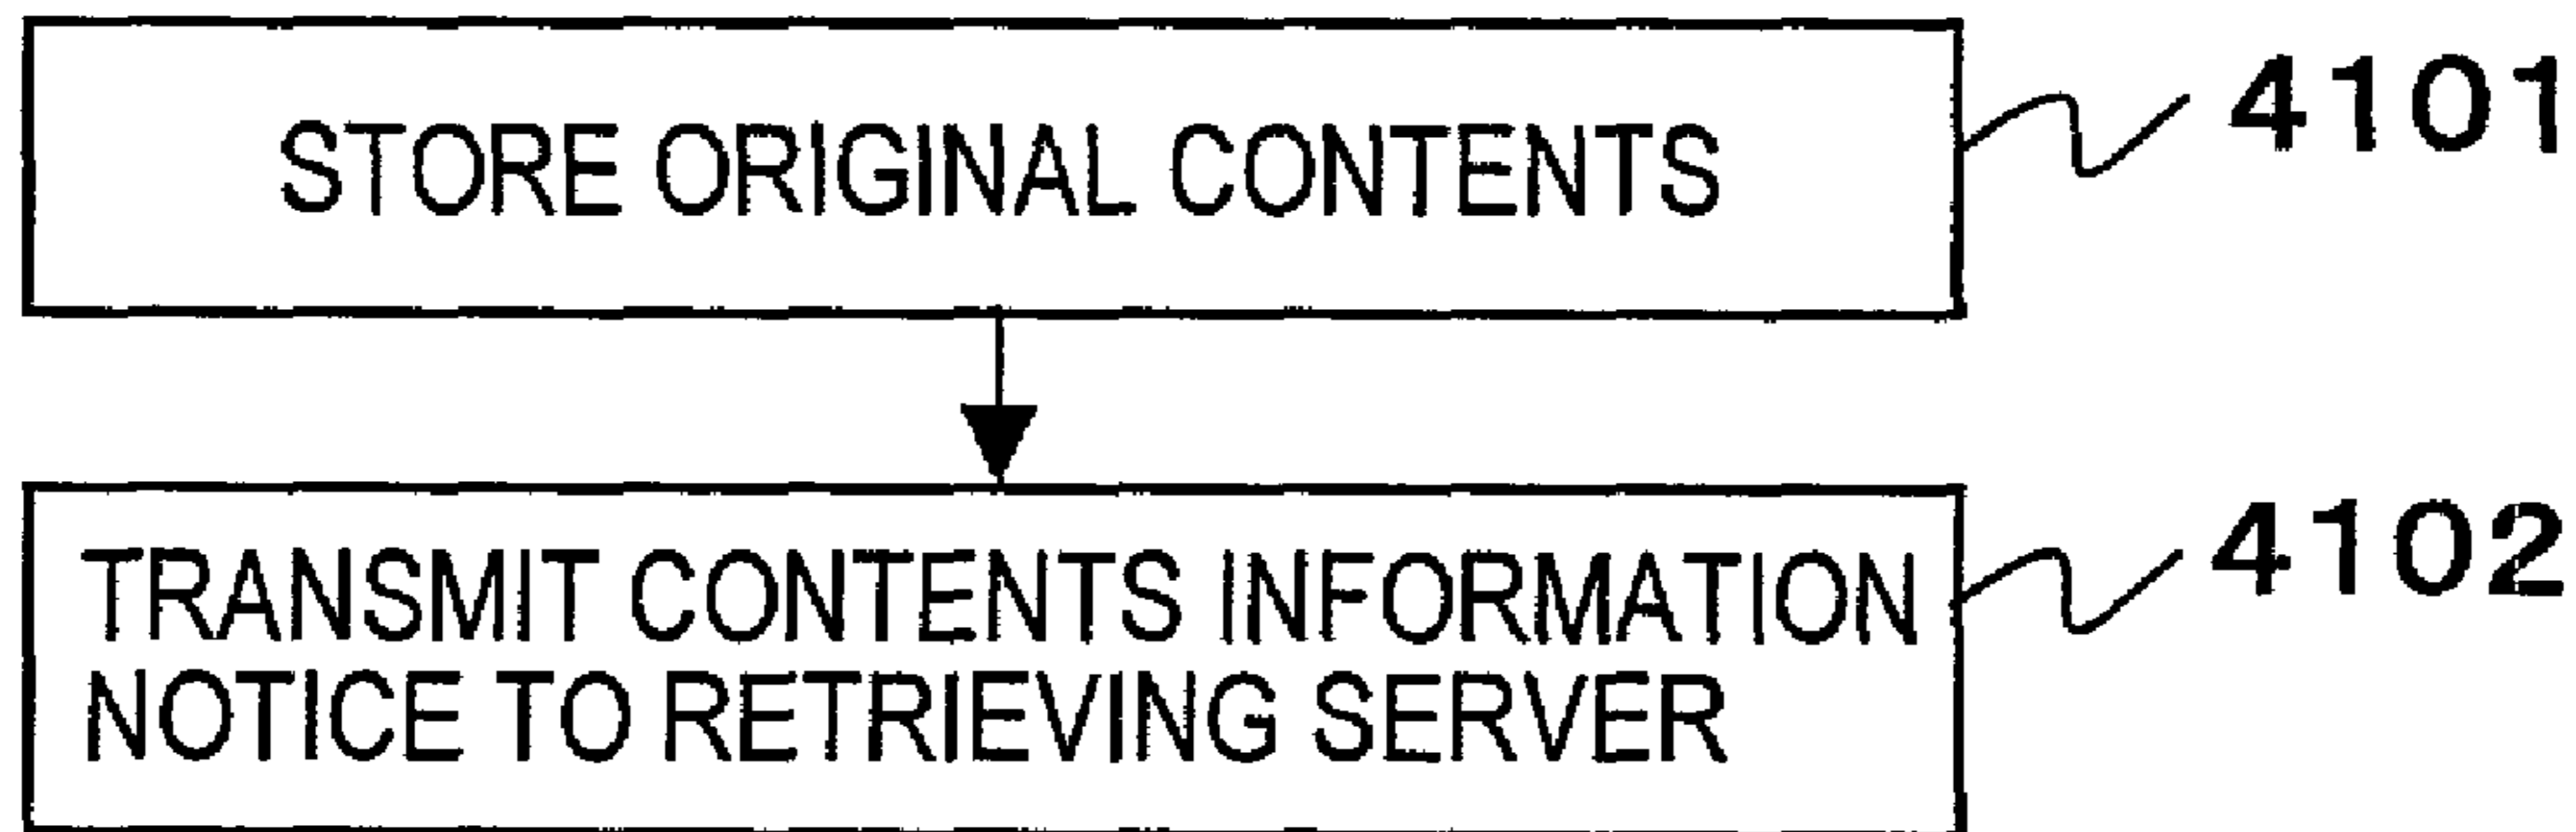 STORE ORIGINAL CONTENTS
4101
TRANSMIT CONTENTS INFORMATION
NOTICE TO RETRIEVING SERVER
4102